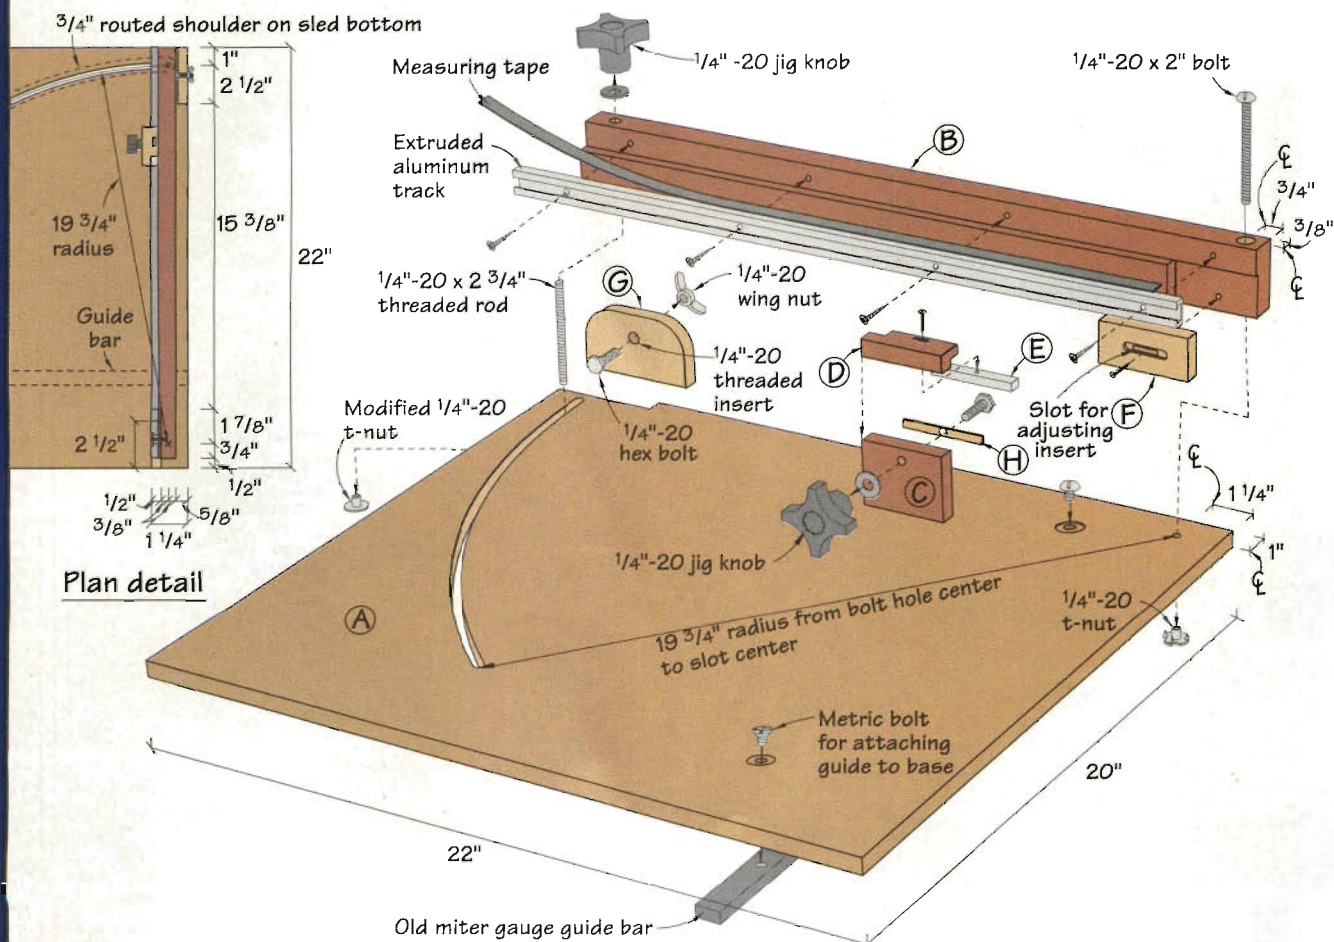 3/4" routed shoulder on sled bottom
1"
2 1/2"
19 3/4"
radius
15 3/8"
22"
Guide
bar
2 1/2"
1 7/8"
3/4"
1/2"
1/2"
3/8"
5/8"
1 1/4"
Plan detail
Measuring tape
1/4" -20 jig knob
1/4"-20 x 2" bolt
Extruded
aluminum
track
B
℄
3/4"
3/8"
℄
1/4"-20 x 2 3/4"
threaded rod
G
1/4"-20
wing nut
1/4"-20
threaded
insert
1/4"-20
hex bolt
D
E
Slot for
adjusting
insert
F
H
C
Modified 1/4"-20
t-nut
1/4"-20 jig knob
℄
1 1/4"
1"
℄
1/4"-20
t-nut
19 3/4" radius from bolt hole center
to slot center
A
Metric bolt
for attaching
guide to base
20"
22"
Old miter gauge guide bar